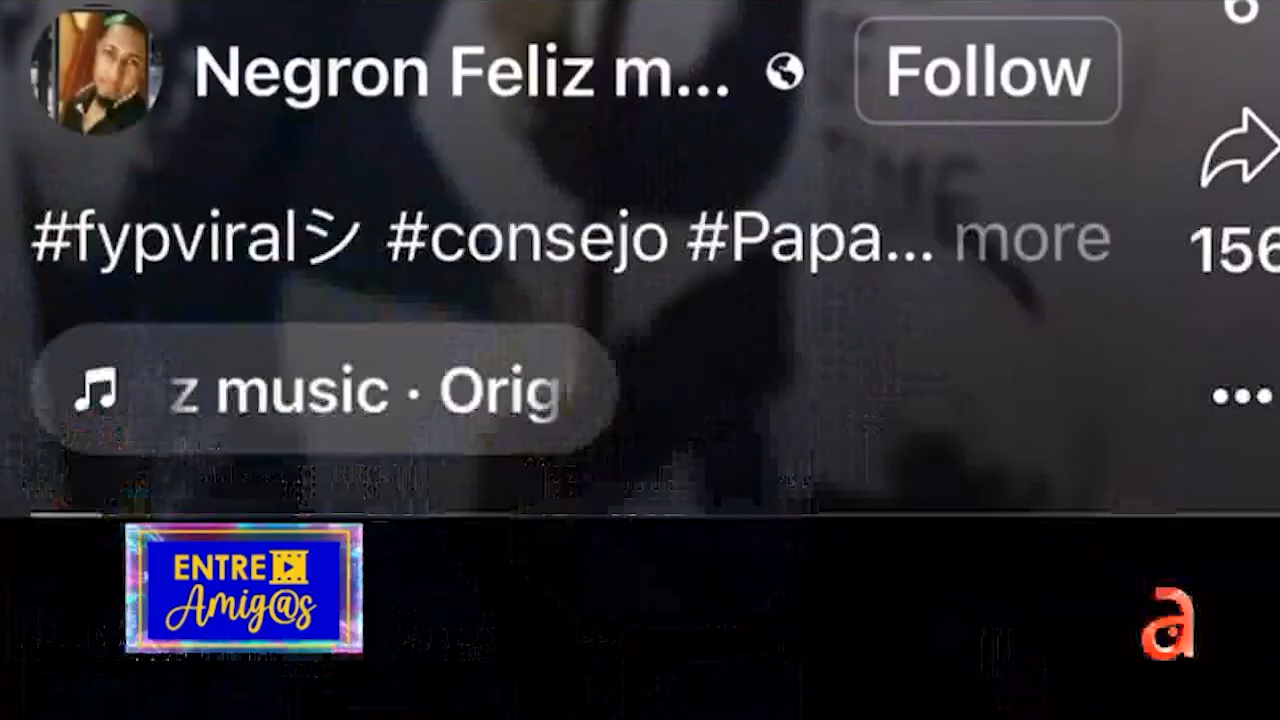 6
Negron Feliz m... Follow
#fypviralシ #consejo #Papa... more
156
z music · Orig
ENTRE
Amig@s
a